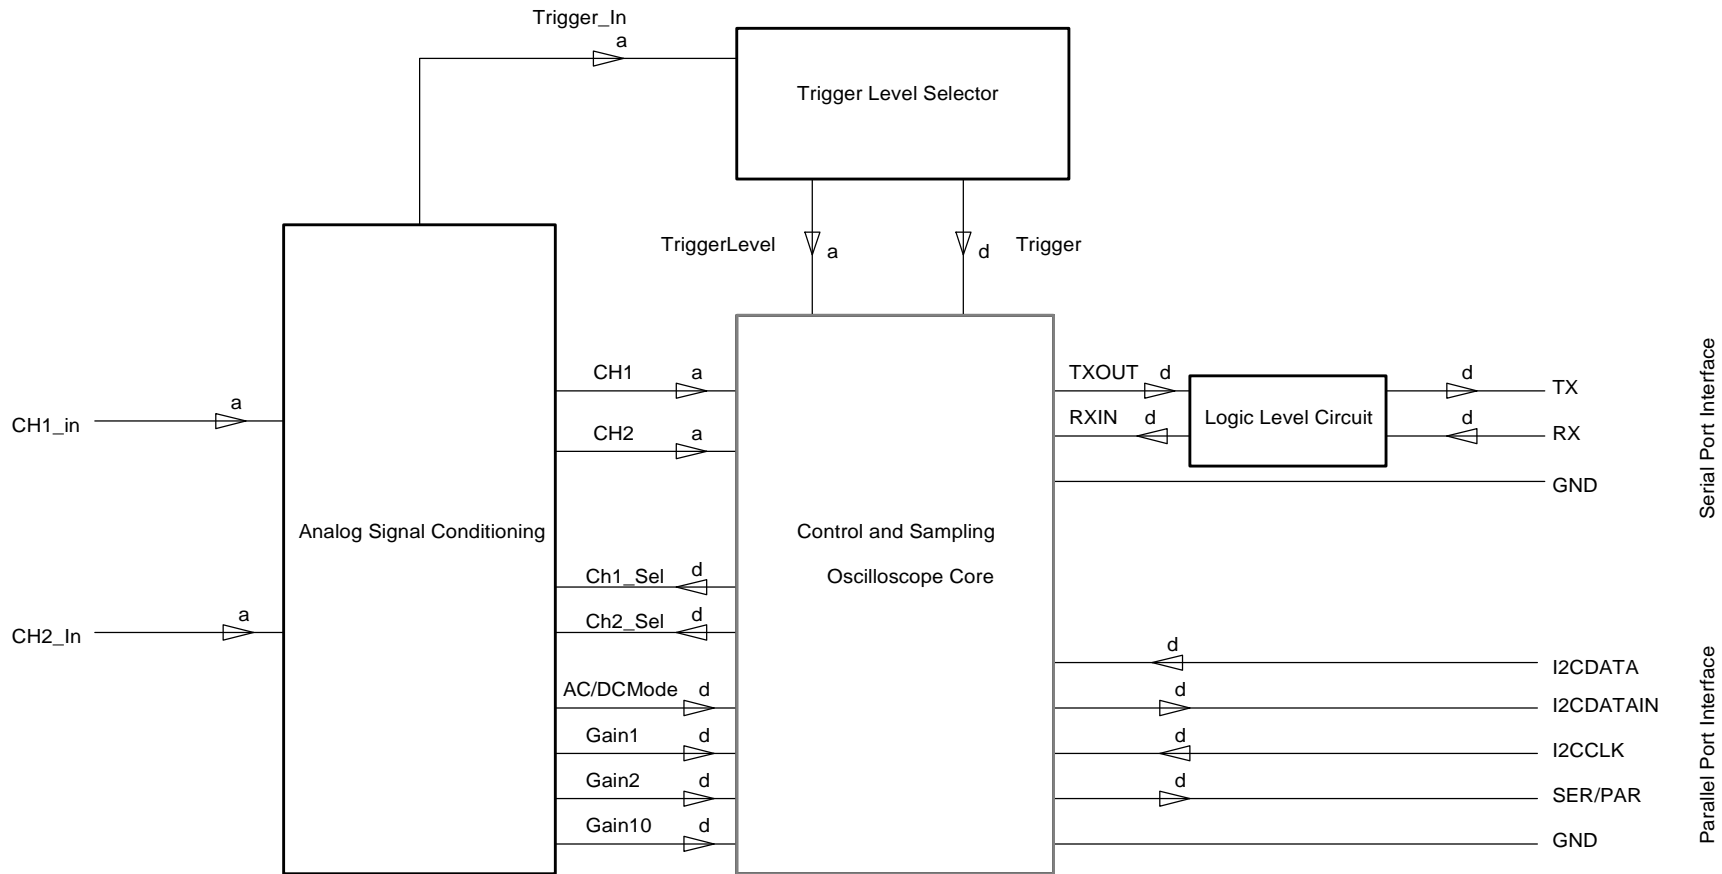 Trigger_In
a
Trigger Level Selector
TriggerLevel
a
d
Trigger
CH1_in
a
CH2_In
a
Analog Signal Conditioning
CH1
a
CH2
a
Ch1_Sel
d
Ch2_Sel
d
AC/DCMode
d
Gain1
d
Gain2
d
Gain10
d
Control and Sampling
Oscilloscope Core
TXOUT
d
RXIN
d
Logic Level Circuit
d
TX
d
RX
GND
Serial Port Interface
d
I2CDATA
d
I2CDATAIN
d
I2CCLK
d
SER/PAR
GND
Parallel Port Interface